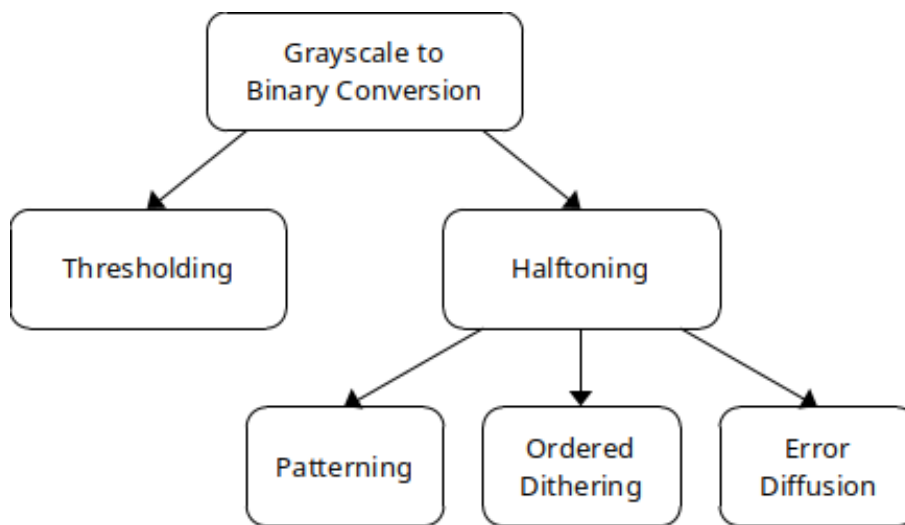 Grayscale to
Binary Conversion
Thresholding
Halftoning
Patterning
Ordered
Dithering
Error
Diffusion